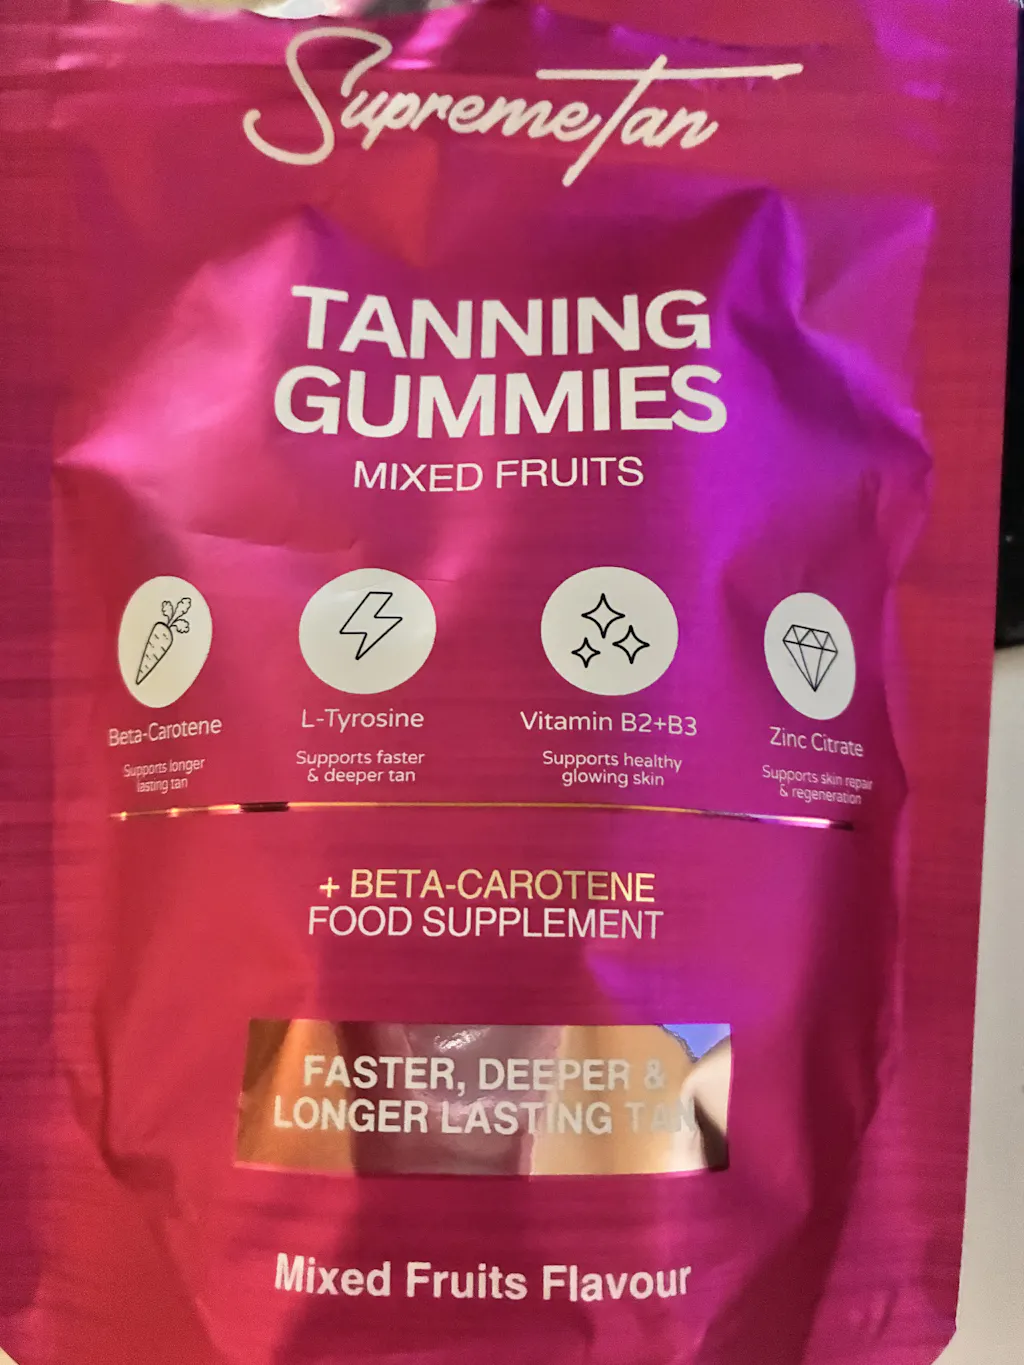 SupremeTan
TANNING
GUMMIES
MIXED FRUITS
Beta-Carotene
Supports longer
lasting tan
L-Tyrosine
Supports faster
& deeper tan
Vitamin B2+B3
Supports healthy
glowing skin
Zinc Citrate
Supports skin repair
& regeneration
+ BETA-CAROTENE
FOOD SUPPLEMENT
FASTER, DEEPER &
LONGER LASTING TAN
Mixed Fruits Flavour